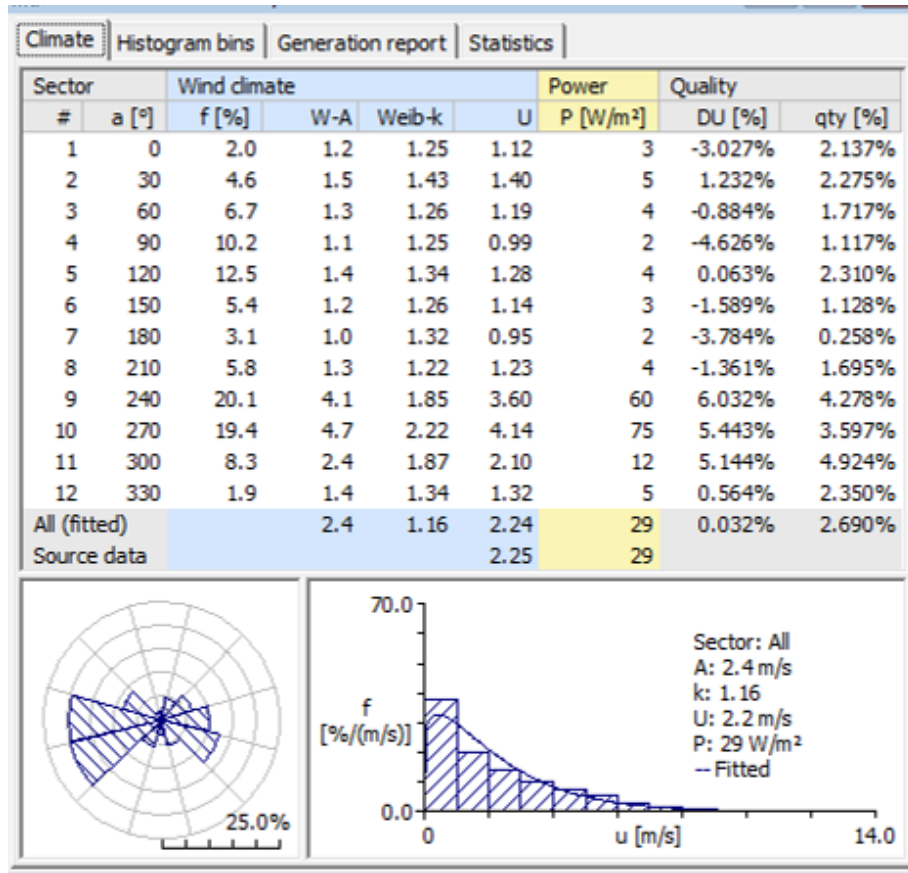 Climate Histogram bins Generation report Statistics
Sector Wind climate Power Quality
# a [°] f [%] W-A Weib-k U P [W/m²] DU [%] qty [%]
1 0 2.0 1.2 1.25 1.12 3 -3.027% 2.137%
2 30 4.6 1.5 1.43 1.40 5 1.232% 2.275%
3 60 6.7 1.3 1.26 1.19 4 -0.884% 1.717%
4 90 10.2 1.1 1.25 0.99 2 -4.626% 1.117%
5 120 12.5 1.4 1.34 1.28 4 0.063% 2.310%
6 150 5.4 1.2 1.26 1.14 3 -1.589% 1.128%
7 180 3.1 1.0 1.32 0.95 2 -3.784% 0.258%
8 210 5.8 1.3 1.22 1.23 4 -1.361% 1.695%
9 240 20.1 4.1 1.85 3.60 60 6.032% 4.278%
10 270 19.4 4.7 2.22 4.14 75 5.443% 3.597%
11 300 8.3 2.4 1.87 2.10 12 5.144% 4.924%
12 330 1.9 1.4 1.34 1.32 5 0.564% 2.350%
All (fitted) 2.4 1.16 2.24 29 0.032% 2.690%
Source data 2.25 29
25.0%
70.0
f
[%/(m/s)]
0.0
0 u [m/s] 14.0
Sector: All
A: 2.4 m/s
k: 1.16
U: 2.2 m/s
P: 29 W/m²
-- Fitted